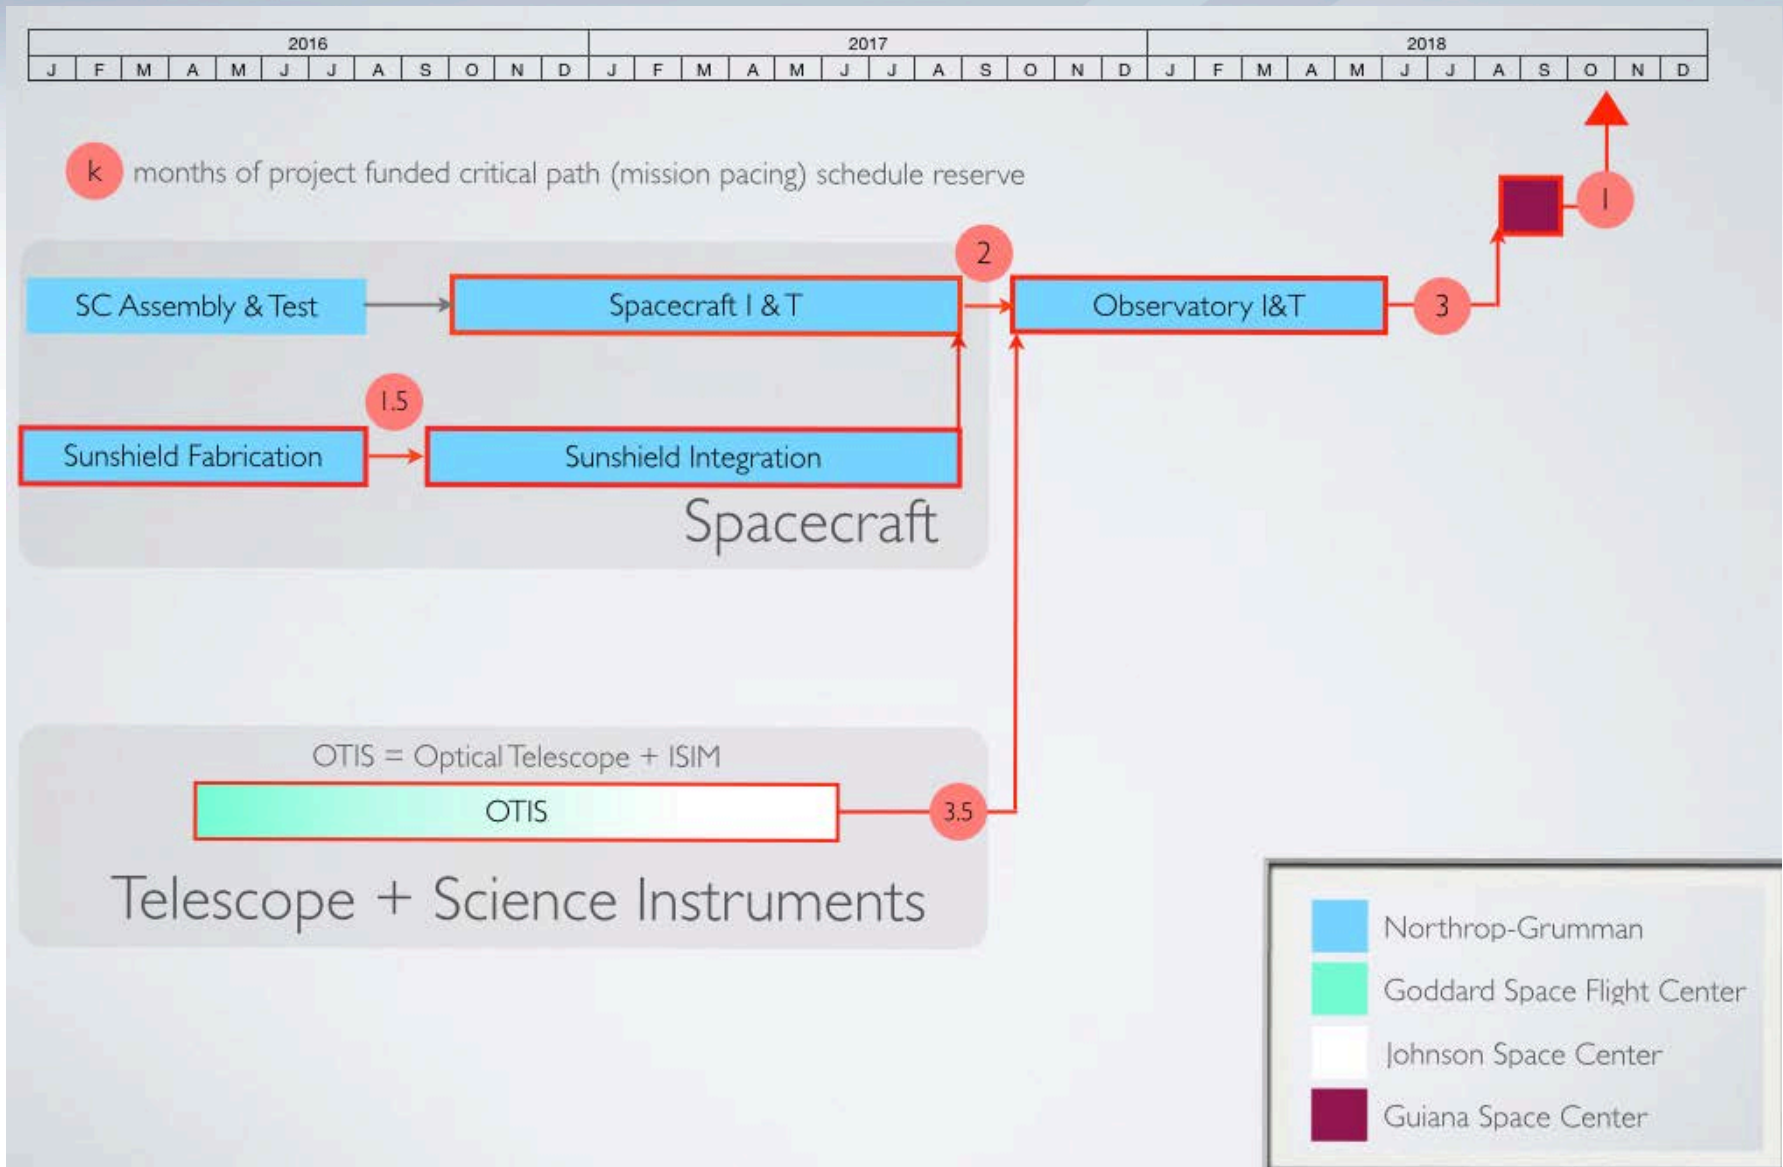 2016 2017 2018
J F M A M J J A S O N D J F M A M J J A S O N D J F M A M J J A S O N D
k months of project funded critical path (mission pacing) schedule reserve
1
2
SC Assembly & Test Spacecraft I & T Observatory I&T 3
1.5
Sunshield Fabrication Sunshield Integration
Spacecraft
OTIS = Optical Telescope + ISIM
OTIS 3.5
Telescope + Science Instruments
Northrop-Grumman
Goddard Space Flight Center
Johnson Space Center
Guiana Space Center